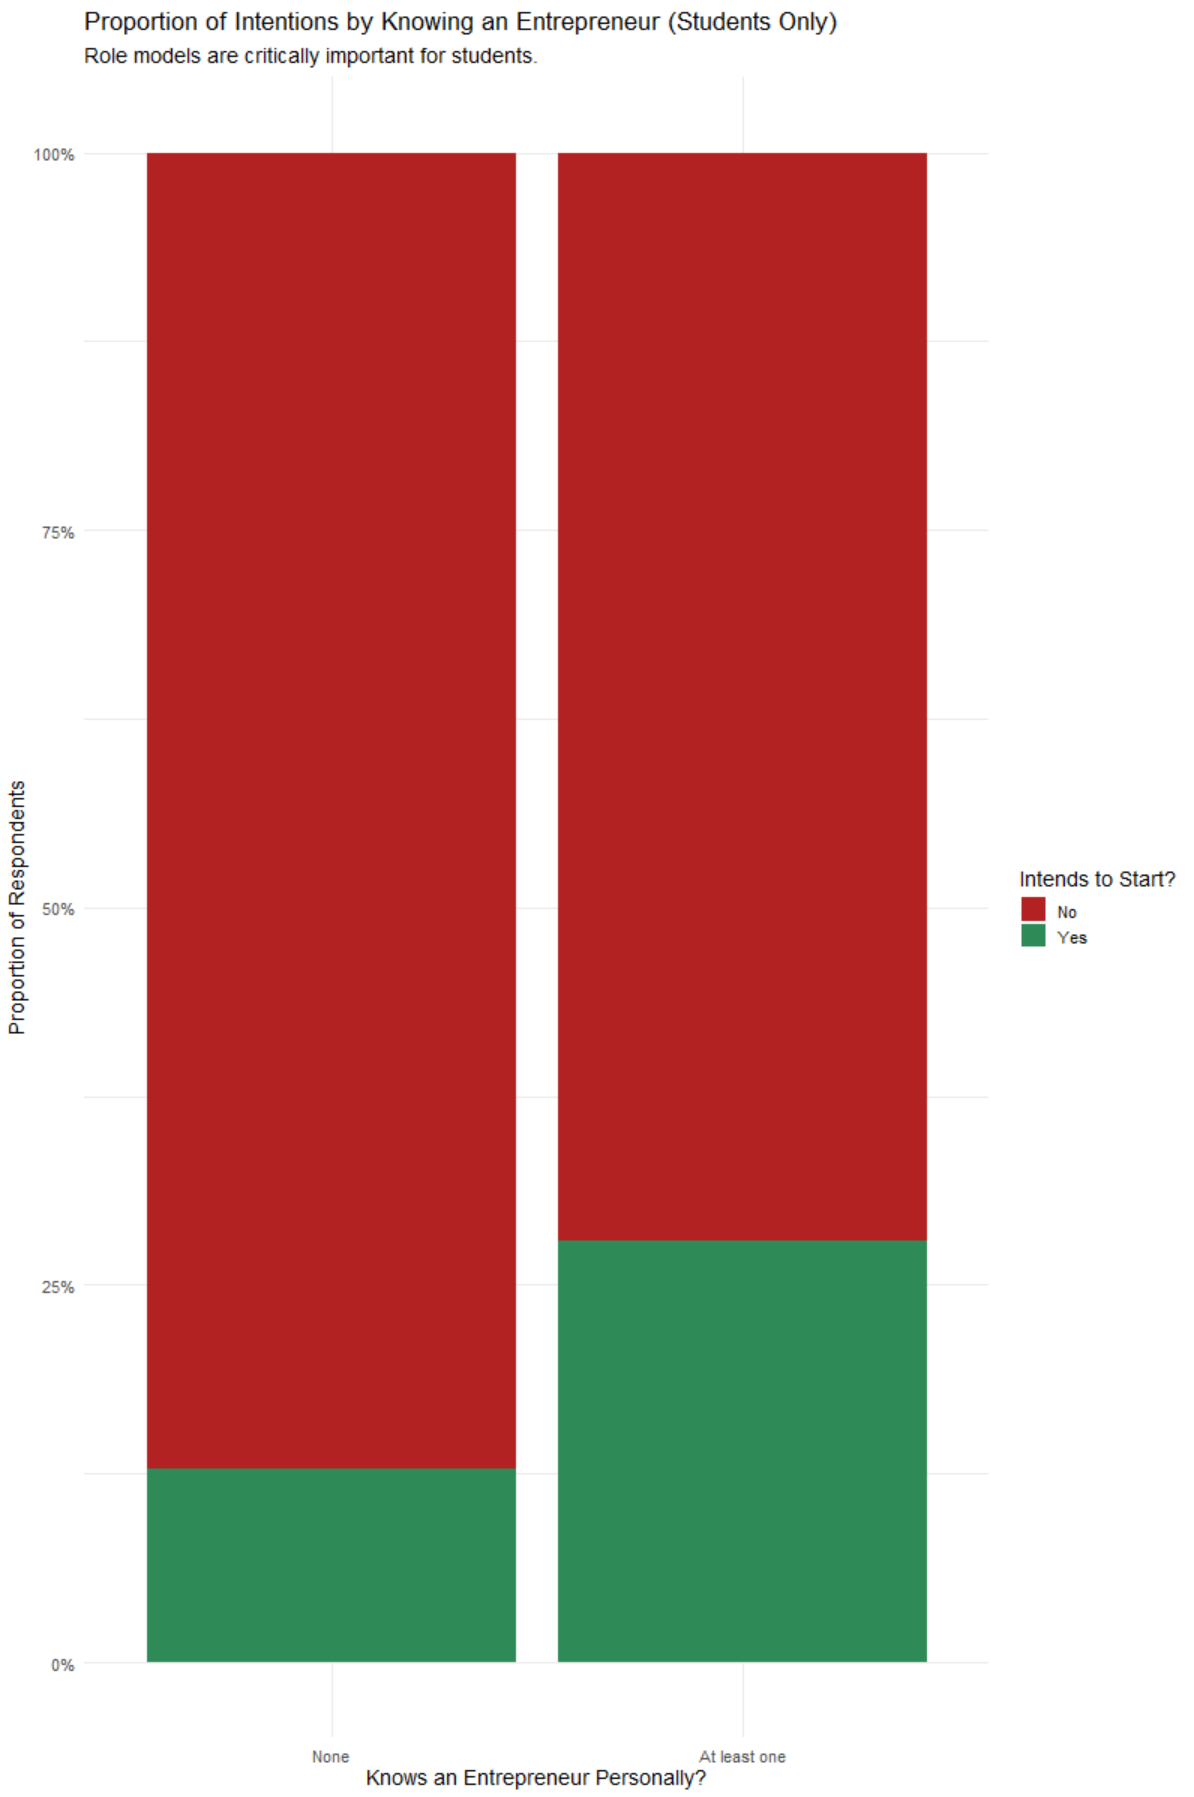 Proportion of Intentions by Knowing an Entrepreneur (Students Only)
Role models are critically important for students.
100%
75%
50%
25%
0%
Proportion of Respondents
None
At least one
Knows an Entrepreneur Personally?
Intends to Start?
No
Yes